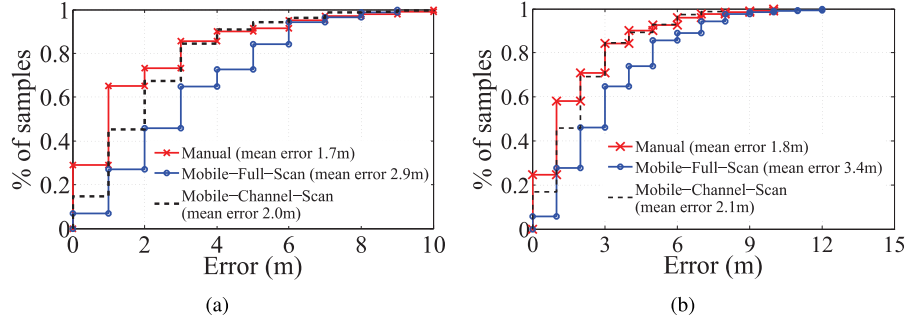 % of samples
1
0.8
0.6
0.4
0.2
0
Manual (mean error 1.7m)
Mobile−Full−Scan (mean error 2.9m)
Mobile−Channel−Scan
(mean error 2.0m)
0 2 4 6 8 10
Error (m)
(a)
% of samples
1
0.8
0.6
0.4
0.2
0
Manual (mean error 1.8m)
Mobile−Full−Scan (mean error 3.4m)
Mobile−Channel−Scan
(mean error 2.1m)
0 3 6 9 12 15
Error (m)
(b)